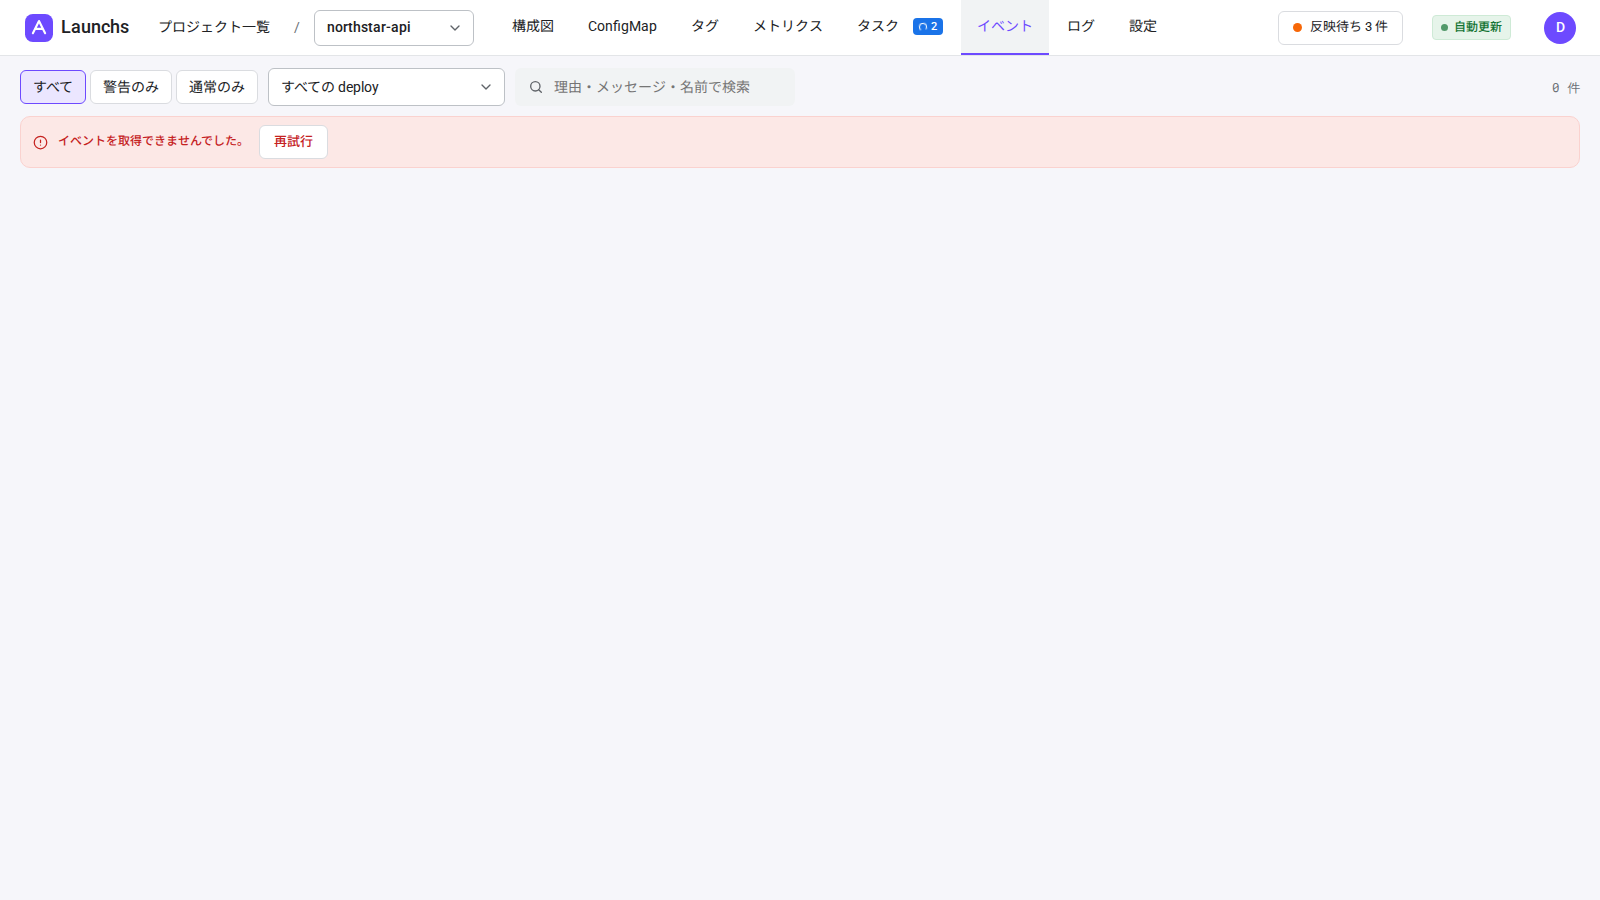 Launchs プロジェクト一覧 / northstar-api 構成図 ConfigMap タグ メトリクス タスク 2 イベント ログ 設定 反映待ち 3 件 自動更新 D
すべて 警告のみ 通常のみ すべての deploy 理由・メッセージ・名前で検索 0 件
イベントを取得できませんでした。 再試行